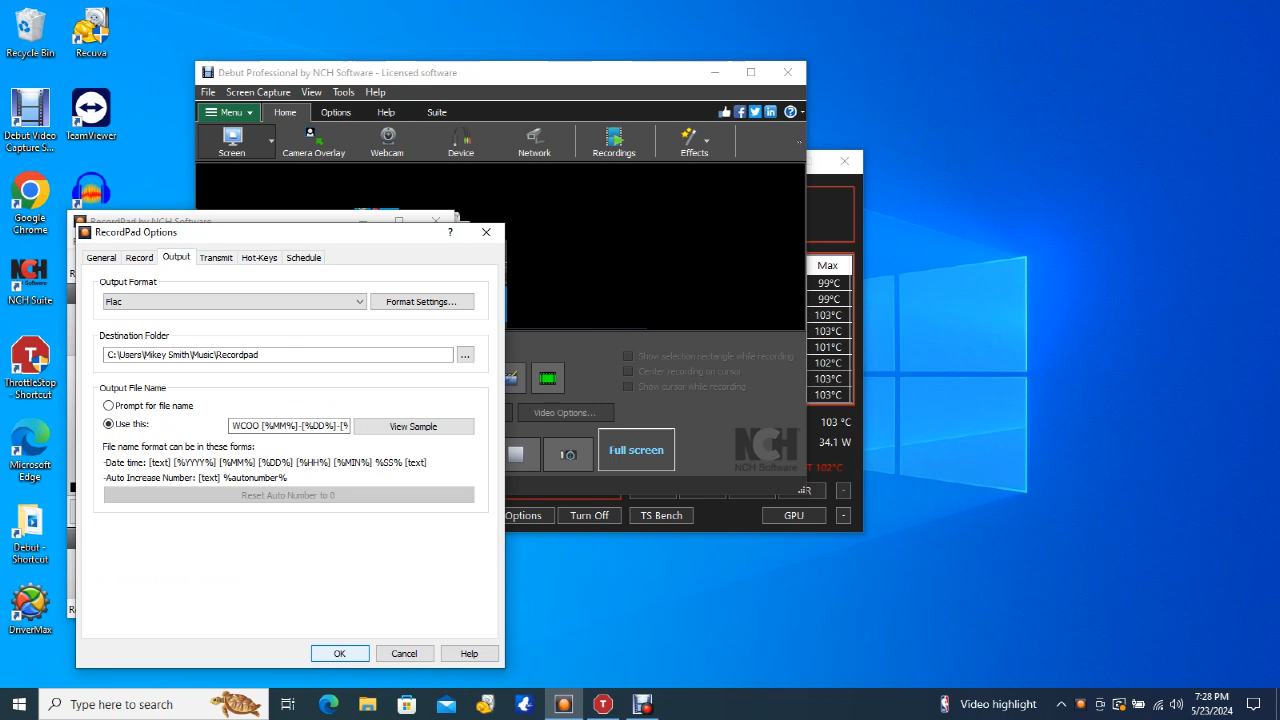 Recycle Bin
Recuva
Debut Video
Capture S...
TeamViewer
Google
Chrome
NCH Suite
ThrottleStop
- Shortcut
Microsoft
Edge
Debut -
Shortcut
DriverMax
Debut Professional by NCH Software - Licensed software
File Screen Capture View Tools Help
Menu Home Options Help Suite
Screen Camera Overlay Webcam Device Network Recordings Effects
Show selection rectangle while recording
Center recording on cursor
Show cursor while recording
Video Options...
Full screen
NCH Software
Max
99°C
99°C
103°C
103°C
101°C
102°C
103°C
103°C
103 °C
34.1 W
102°C
Options Turn Off TS Bench GPU -
-
RecordPad by NCH Software
RecordPad Options ?
General Record Output Transmit Hot-Keys Schedule
Output Format
Flac Format Settings...
Destination Folder
C:\Users\Mikey Smith\Music\Recordpad ...
Output File Name
Prompt for file name
Use this: WCOO [%MM%]-[%DD%]-[% View Sample
File name format can be in these forms:
-Date time: [text] [%YYYY%] [%MM%] [%DD%] [%HH%] [%MIN%] %SS% [text]
-Auto Increase Number: [text] %autonumber%
Reset Auto Number to 0
OK Cancel Help
Type here to search
Video highlight
7:28 PM
5/23/2024